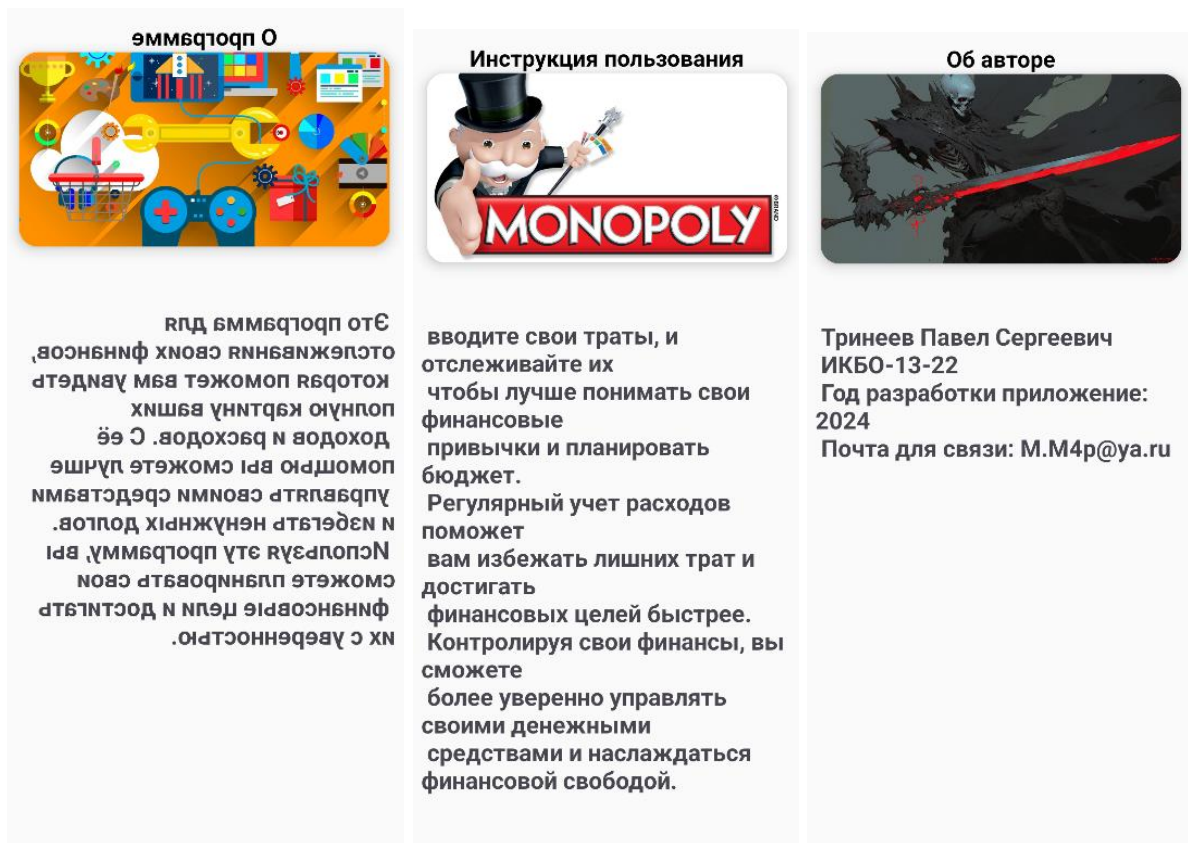 О программе
Это программа для
отслеживания своих финансов,
которая поможет вам увидеть
полную картину ваших
доходов и расходов. С её
помощью вы сможете лучше
управлять своими средствами
и избегать ненужных долгов.
Используя эту программу, вы
сможете планировать свои
финансовые цели и достигать
их с уверенностью.
Инструкция пользования
MONOPOLY
вводите свои траты, и
отслеживайте их
чтобы лучше понимать свои
финансовые
привычки и планировать
бюджет.
Регулярный учет расходов
поможет
вам избежать лишних трат и
достигать
финансовых целей быстрее.
Контролируя свои финансы, вы
сможете
более уверенно управлять
своими денежными
средствами и наслаждаться
финансовой свободой.
Об авторе
Тринеев Павел Сергеевич
ИКБО-13-22
Год разработки приложение:
2024
Почта для связи: M.M4p@ya.ru